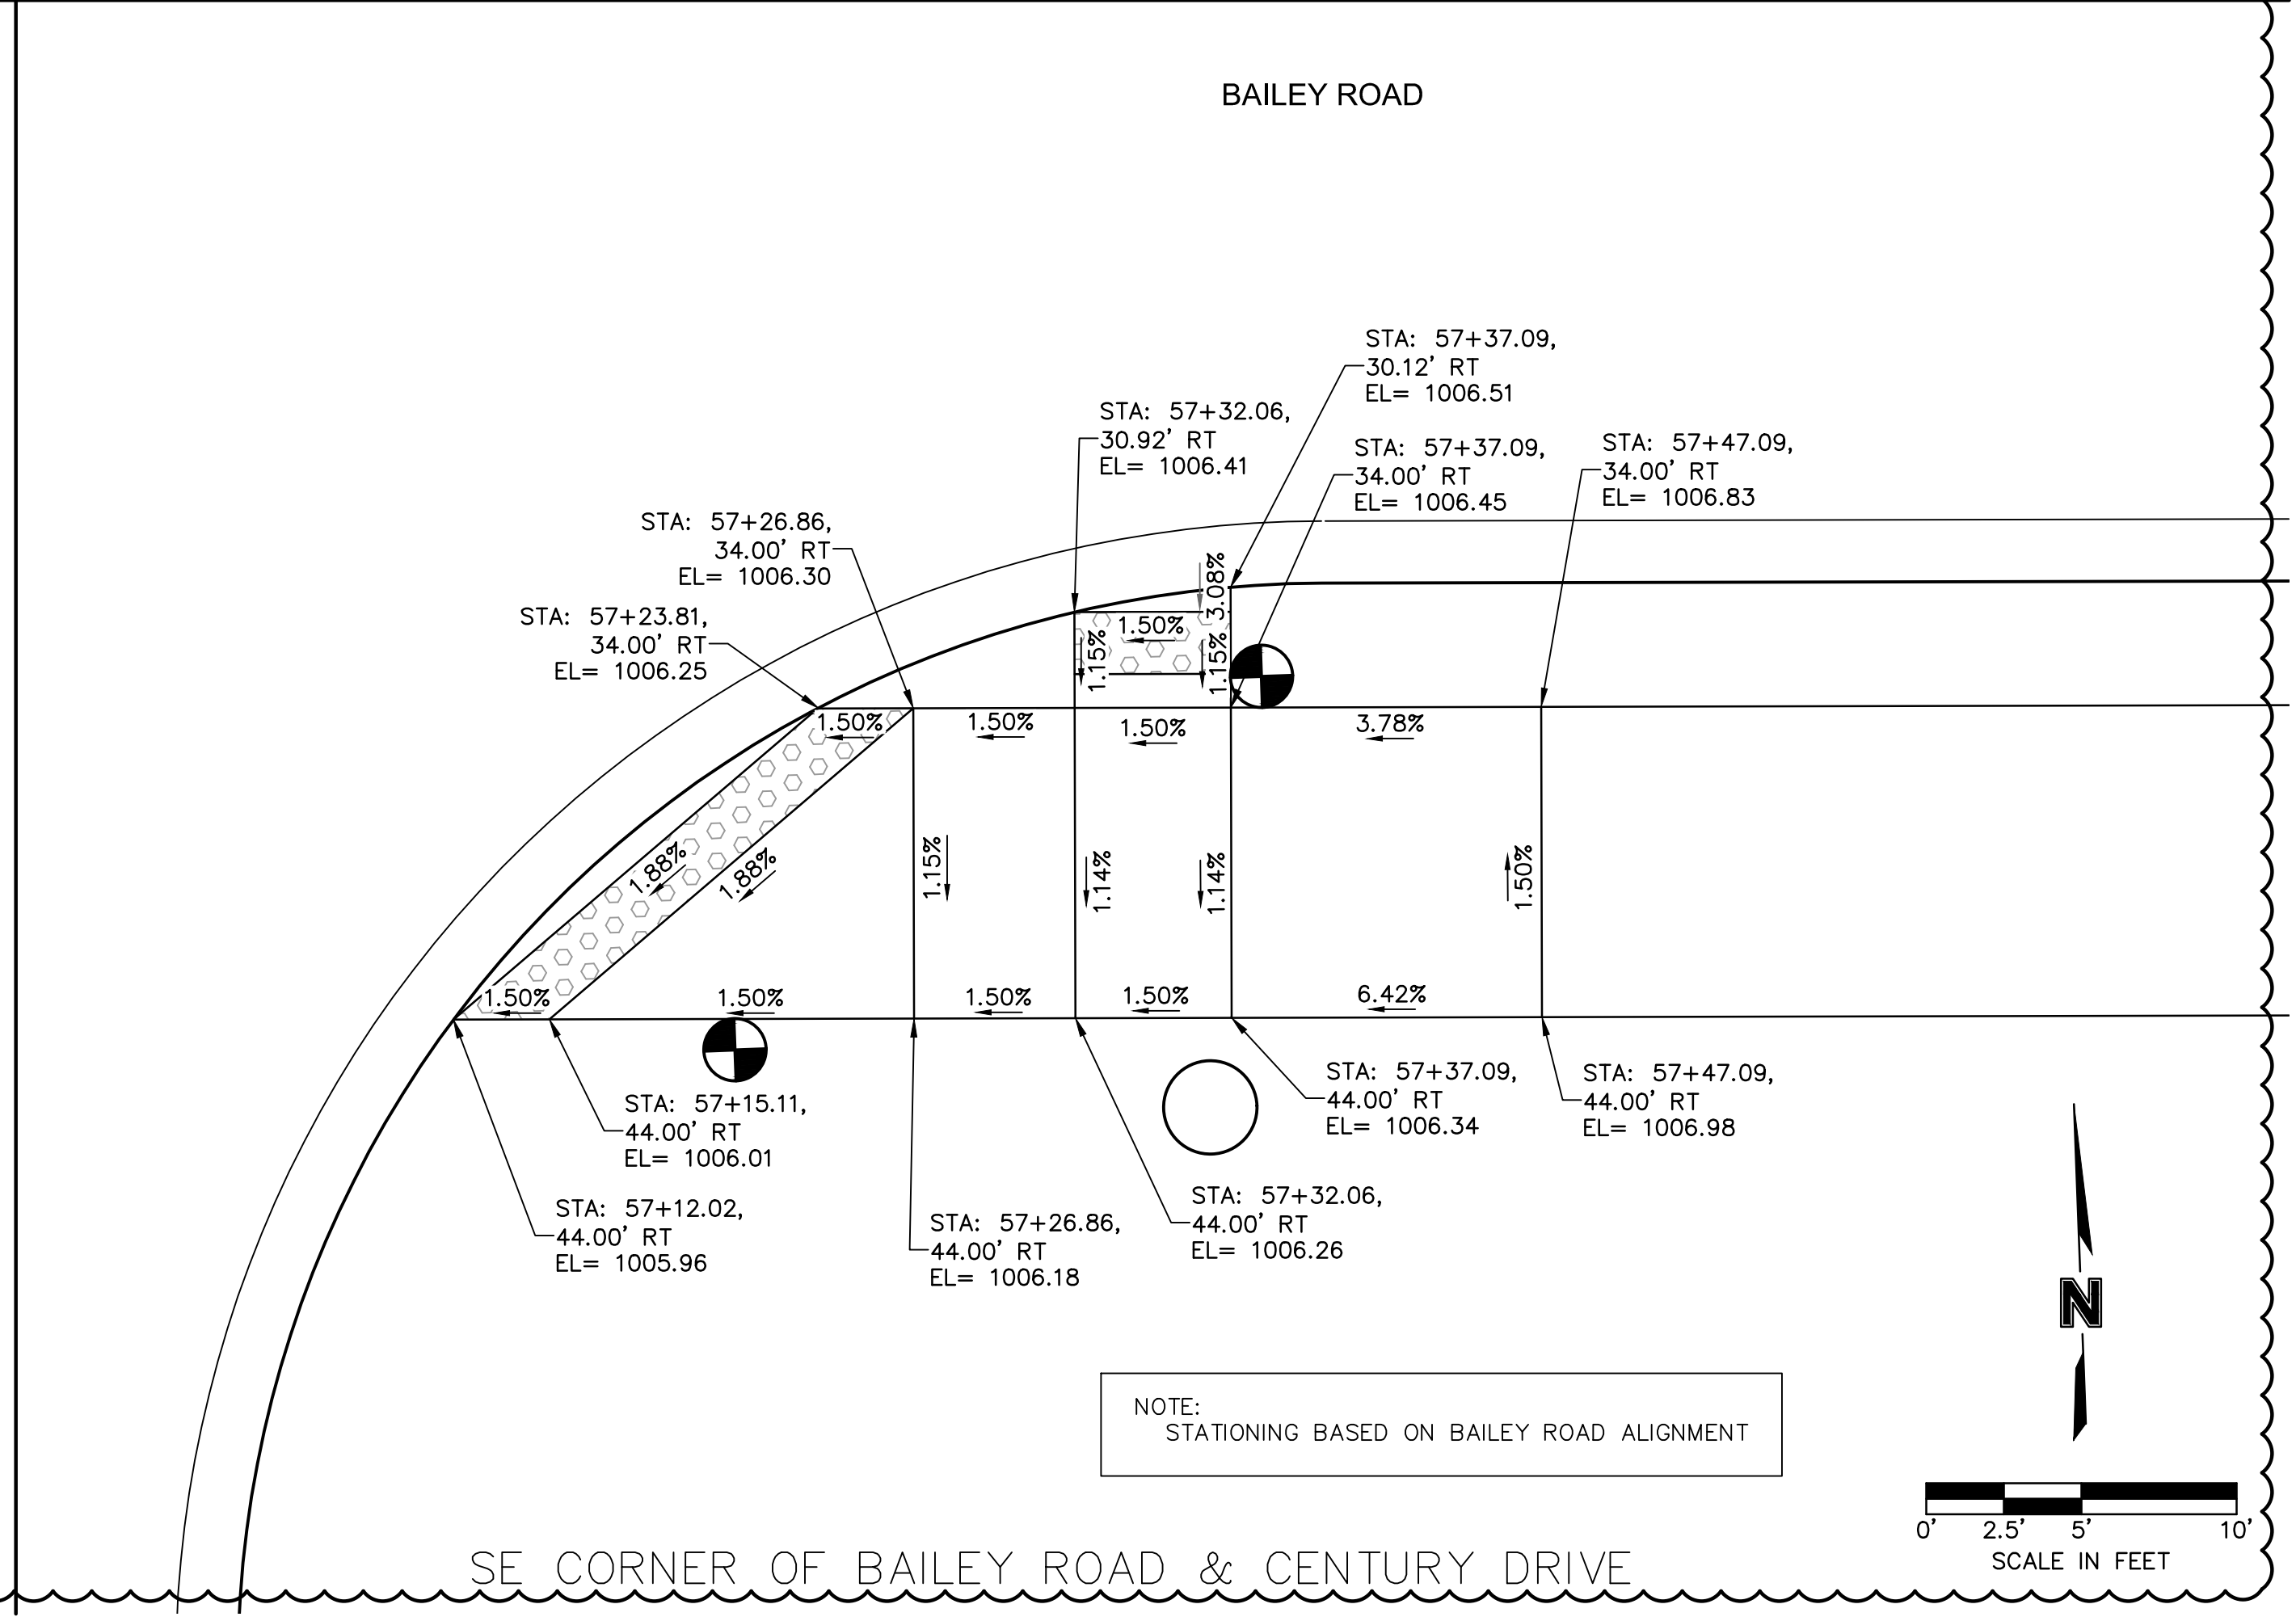 BAILEY ROAD
STA: 57+37.09,
30.12' RT
EL= 1006.51
STA: 57+32.06,
30.92' RT
EL= 1006.41
STA: 57+37.09,
34.00' RT
EL= 1006.45
STA: 57+47.09,
34.00' RT
EL= 1006.83
STA: 57+26.86,
34.00' RT
EL= 1006.30
STA: 57+23.81,
34.00' RT
EL= 1006.25
3.08%
1.50%
1.15%
1.15%
1.50%
1.50%
1.50%
3.78%
1.88%
1.88%
1.15%
1.14%
1.14%
1.50%
1.50%
1.50%
1.50%
1.50%
6.42%
STA: 57+15.11,
44.00' RT
EL= 1006.01
STA: 57+37.09,
44.00' RT
EL= 1006.34
STA: 57+47.09,
44.00' RT
EL= 1006.98
STA: 57+12.02,
44.00' RT
EL= 1005.96
STA: 57+26.86,
44.00' RT
EL= 1006.18
STA: 57+32.06,
44.00' RT
EL= 1006.26
N
NOTE:
STATIONING BASED ON BAILEY ROAD ALIGNMENT
0' 2.5' 5' 10'
SCALE IN FEET
SE CORNER OF BAILEY ROAD & CENTURY DRIVE